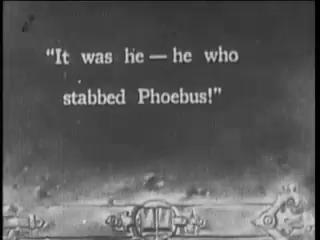 “It was he — he who
stabbed Phoebus!”